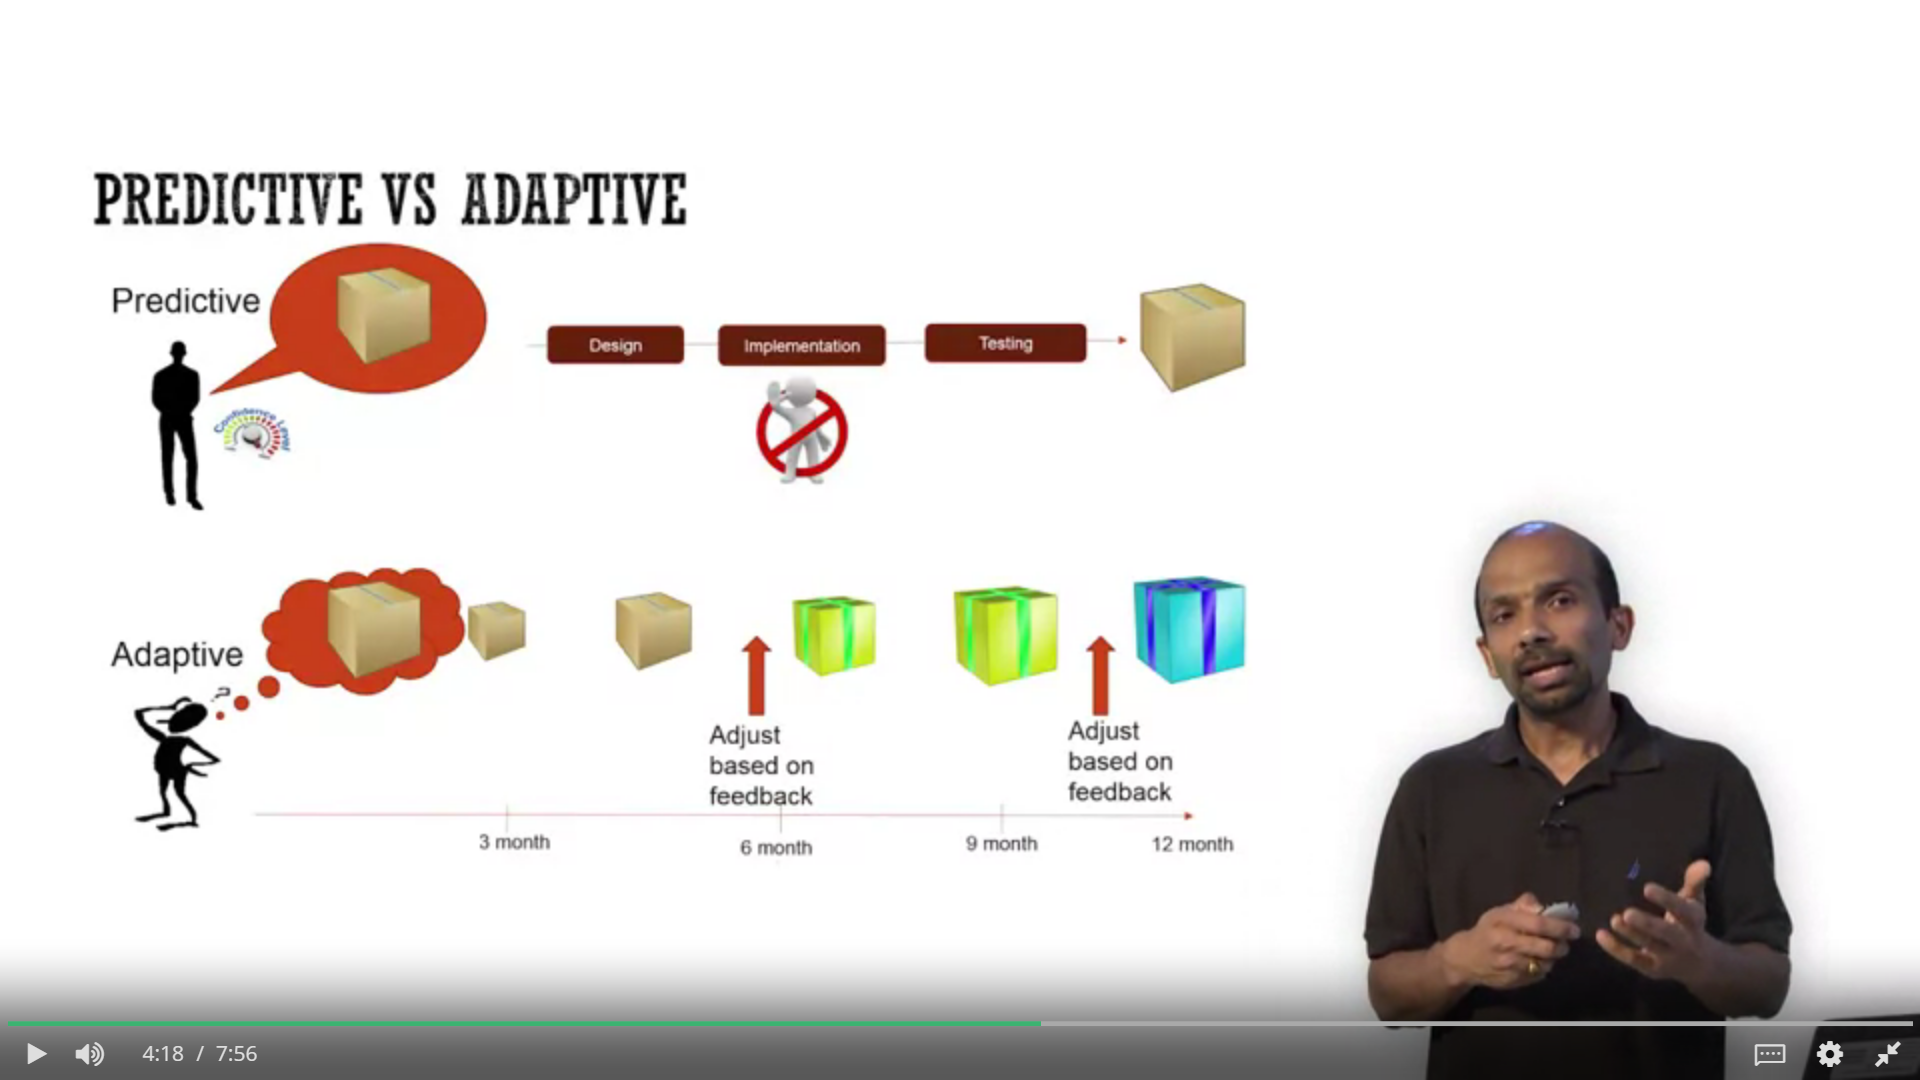 PREDICTIVE VS ADAPTIVE
Predictive
Confidence Level
Design
Implementation
Testing
Adaptive
?
Adjust
based on
feedback
Adjust
based on
feedback
3 month
6 month
9 month
12 month
4:18 / 7:56